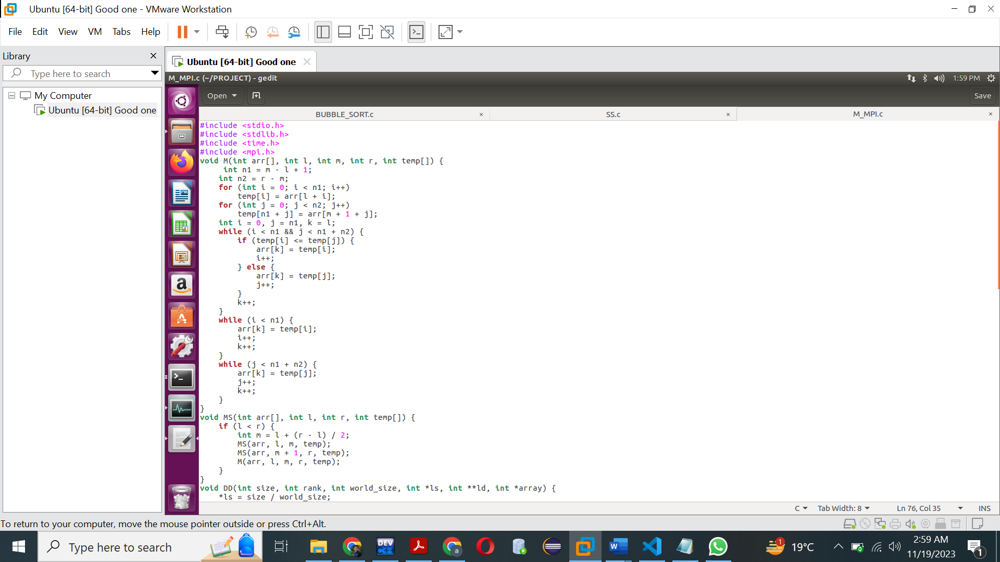 Ubuntu [64-bit] Good one - VMware Workstation
File Edit View VM Tabs Help
Library
Type here to search
My Computer
Ubuntu [64-bit] Good one
Ubuntu [64-bit] Good one
M_MPI.c (~/PROJECT) - gedit
1:59 PM
Open
Save
BUBBLE_SORT.c
SS.c
M_MPI.c
#include <stdio.h>
#include <stdlib.h>
#include <time.h>
#include <mpi.h>
void M(int arr[], int l, int m, int r, int temp[]) {
     int n1 = m - l + 1;
    int n2 = r - m;
    for (int i = 0; i < n1; i++)
        temp[i] = arr[l + i];
    for (int j = 0; j < n2; j++)
        temp[n1 + j] = arr[m + 1 + j];
    int i = 0, j = n1, k = l;
    while (i < n1 && j < n1 + n2) {
        if (temp[i] <= temp[j]) {
            arr[k] = temp[i];
            i++;
        } else {
            arr[k] = temp[j];
            j++;
        }
        k++;
    }
    while (i < n1) {
        arr[k] = temp[i];
        i++;
        k++;
    }
    while (j < n1 + n2) {
        arr[k] = temp[j];
        j++;
        k++;
    }
}
void MS(int arr[], int l, int r, int temp[]) {
    if (l < r) {
        int m = l + (r - l) / 2;
        MS(arr, l, m, temp);
        MS(arr, m + 1, r, temp);
        M(arr, l, m, r, temp);
    }
}
void DD(int size, int rank, int world_size, int *ls, int **ld, int *array) {
    *ls = size / world_size;
C
Tab Width: 8
Ln 76, Col 35
INS
To return to your computer, move the mouse pointer outside or press Ctrl+Alt.
Type here to search
DEV
C++
a
W
1
19°C
2:59 AM
11/19/2023
1